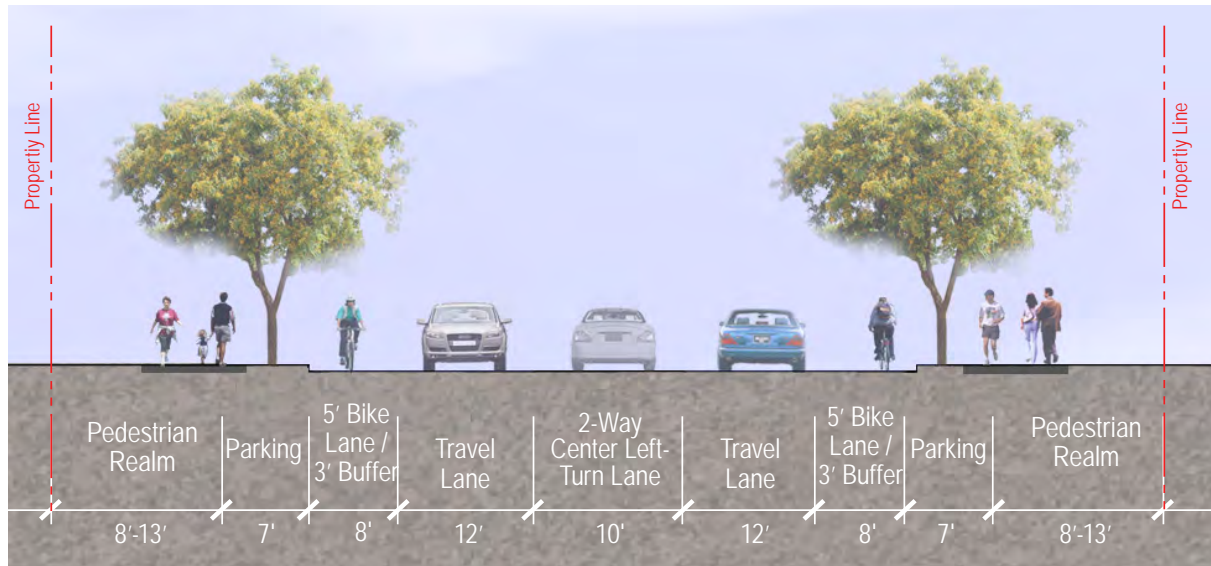 Propertiy Line
Propertiy Line
Pedestrian
Realm
Parking
5' Bike
Lane /
3' Buffer
Travel
Lane
2-Way
Center Left-
Turn Lane
Travel
Lane
5' Bike
Lane /
3' Buffer
Parking
Pedestrian
Realm
8'-13' 7' 8' 12' 10' 12' 8' 7' 8'-13'